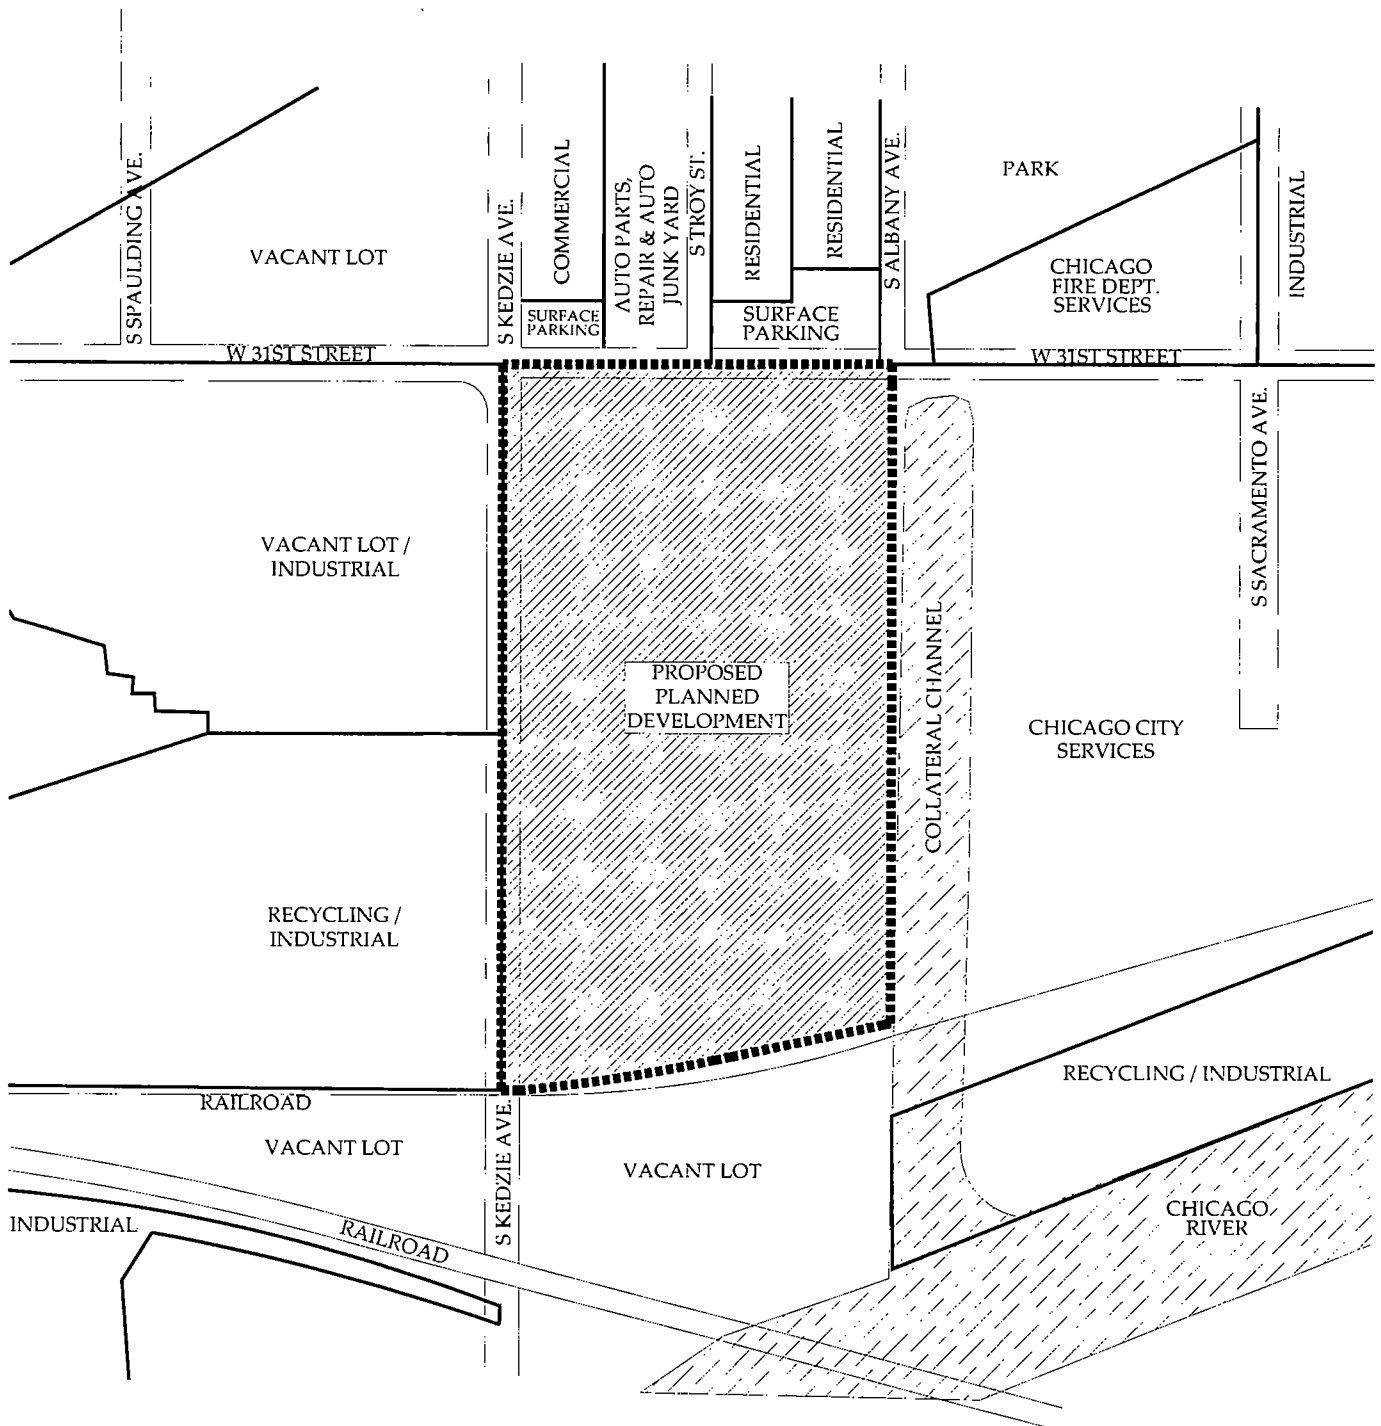 S SPAULDING AVE.
VACANT LOT
S KEDZIE AVE.
COMMERCIAL
SURFACE
PARKING
AUTO PARTS,
REPAIR & AUTO
JUNK YARD
S TROY ST.
RESIDENTIAL
RESIDENTIAL
SURFACE
PARKING
S ALBANY AVE.
PARK
CHICAGO
FIRE DEPT.
SERVICES
INDUSTRIAL
W 31ST STREET
W 31ST STREET
VACANT LOT /
INDUSTRIAL
PROPOSED
PLANNED
DEVELOPMENT
COLLATERAL CHANNEL
S SACRAMENTO AVE.
CHICAGO CITY
SERVICES
RECYCLING /
INDUSTRIAL
RAILROAD
VACANT LOT
S KEDZIE AVE.
VACANT LOT
RECYCLING / INDUSTRIAL
CHICAGO
RIVER
INDUSTRIAL
RAILROAD